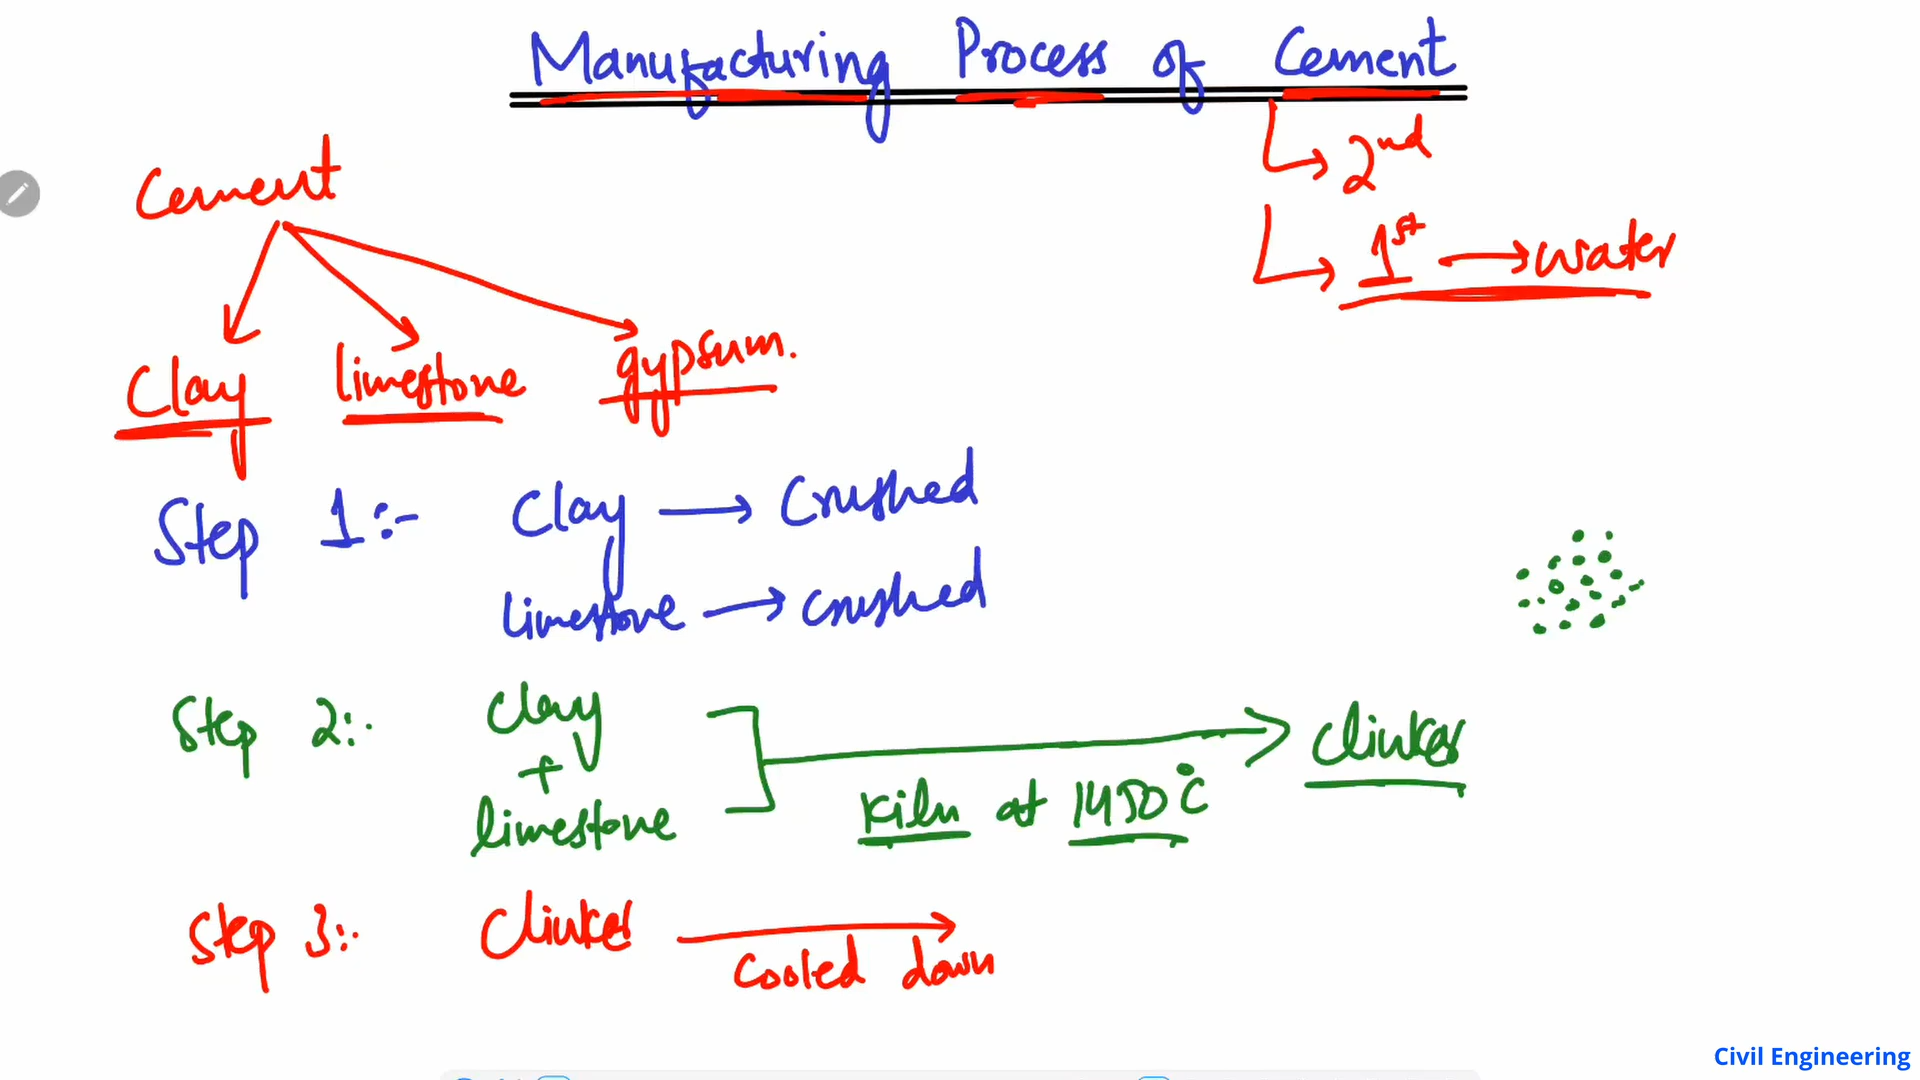 Manufacturing Process of Cement
→ 2nd
→ 1st → water
Cement
Clay limestone gypsum.
Step 1:- Clay → Crushed
limestone → crushed
Step 2:- Clay
+
limestone
Kiln at 1450°C
Clinker
Step 3:- Clinker → cooled down
Civil Engineering